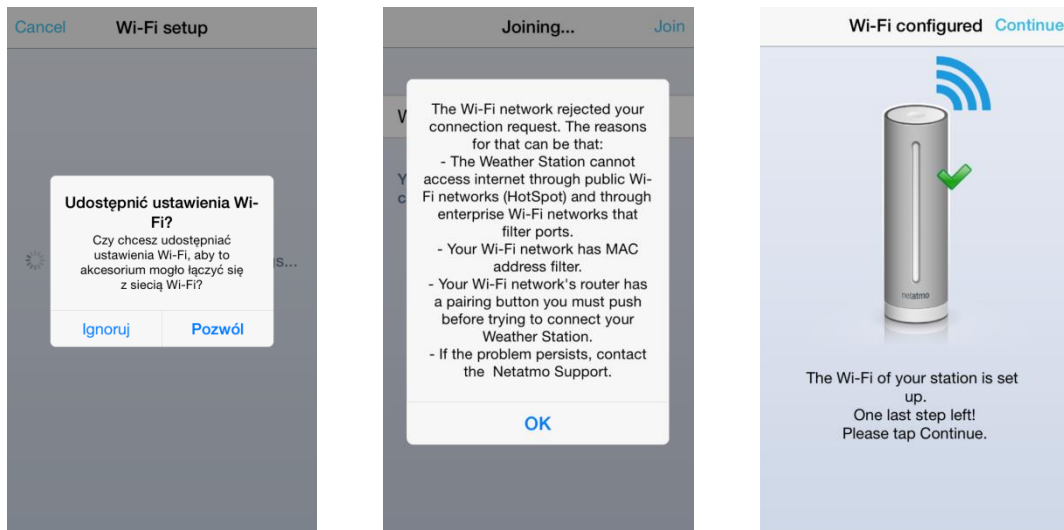 Cancel
Wi-Fi setup
Udostępnić ustawienia Wi-
Fi?
Czy chcesz udostępniać
ustawienia Wi-Fi, aby to
akcesorium mogło łączyć się
z siecią Wi-Fi?
Ignoruj
Pozwól
Joining...
Join
The Wi-Fi network rejected your
connection request. The reasons
for that can be that:
- The Weather Station cannot
access internet through public Wi-
Fi networks (HotSpot) and through
enterprise Wi-Fi networks that
filter ports.
- Your Wi-Fi network has MAC
address filter.
- Your Wi-Fi network's router has
a pairing button you must push
before trying to connect your
Weather Station.
- If the problem persists, contact
the Netatmo Support.
OK
Wi-Fi configured
Continue
netatmo
The Wi-Fi of your station is set
up.
One last step left!
Please tap Continue.